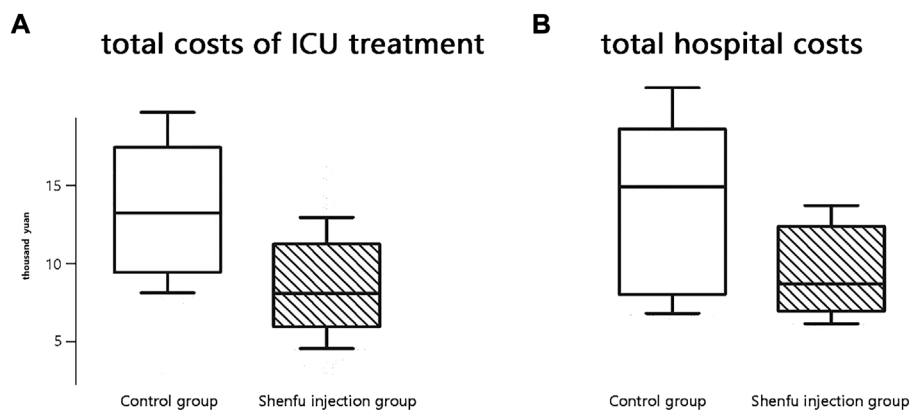 A
total costs of ICU treatment
B
total hospital costs
15
10
5
thousand yuan
Control group
Shenfu injection group
Control group
Shenfu injection group